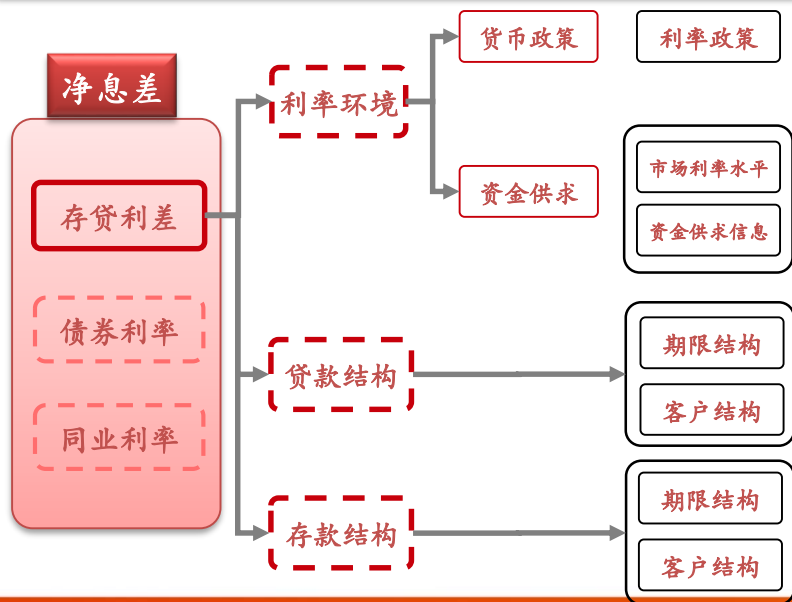 净息差
存贷利差
债券利率
同业利率
利率环境
贷款结构
存款结构
货币政策
资金供求
利率政策
市场利率水平
资金供求信息
期限结构
客户结构
期限结构
客户结构